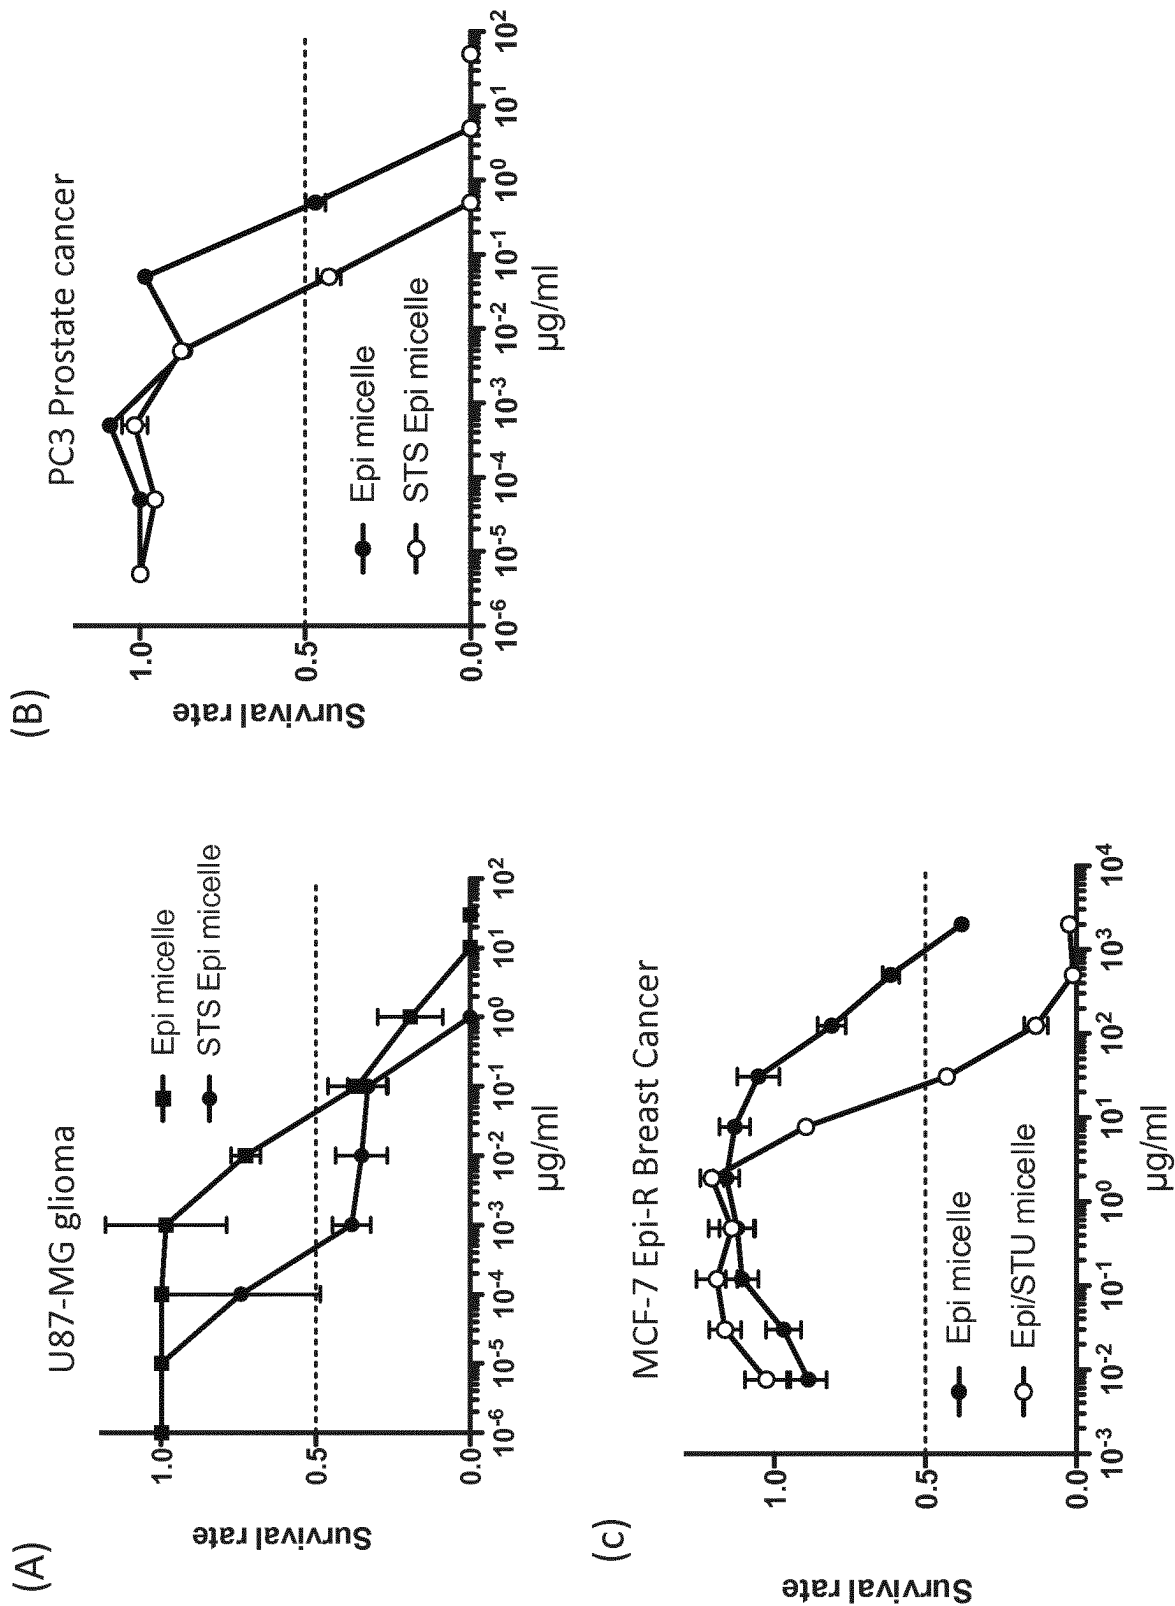 (A)
U87-MG glioma
Epi micelle
STS Epi micelle
Survival rate
1.0
0.5
0.0
10-6 10-5 10-4 10-3 10-2 10-1 100 101 102
µg/ml
(B)
PC3 Prostate cancer
Survival rate
1.0
0.5
0.0
Epi micelle
STS Epi micelle
10-6 10-5 10-4 10-3 10-2 10-1 100 101 102
µg/ml
(c)
MCF-7 Epi-R Breast Cancer
Survival rate
1.0
0.5
0.0
Epi micelle
Epi/STU micelle
10-3 10-2 10-1 100 101 102 103 104
µg/ml